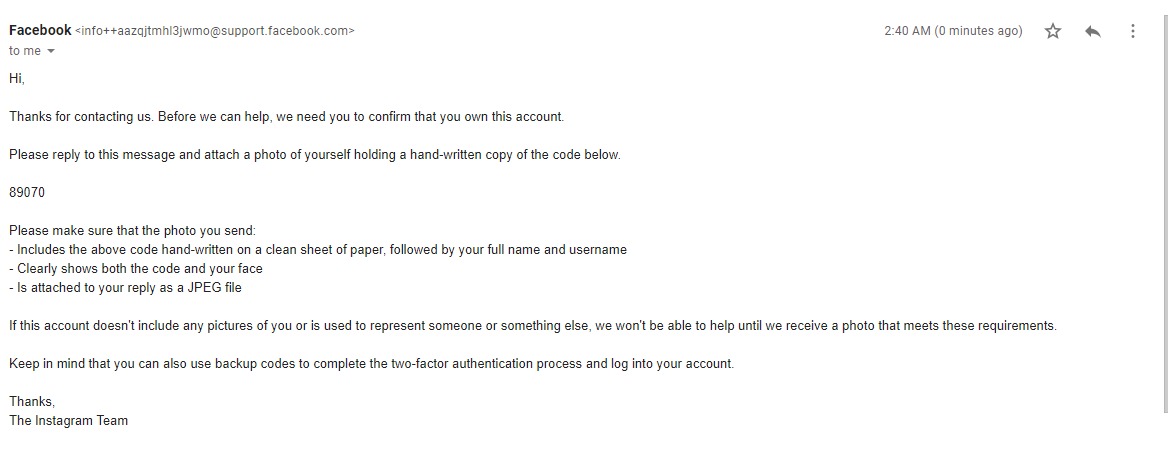 Facebook <info++aazqjtmhl3jwmo@support.facebook.com> 2:40 AM (0 minutes ago)
to me
Hi,
Thanks for contacting us. Before we can help, we need you to confirm that you own this account.
Please reply to this message and attach a photo of yourself holding a hand-written copy of the code below.
89070
Please make sure that the photo you send:
- Includes the above code hand-written on a clean sheet of paper, followed by your full name and username
- Clearly shows both the code and your face
- Is attached to your reply as a JPEG file
If this account doesn't include any pictures of you or is used to represent someone or something else, we won't be able to help until we receive a photo that meets these requirements.
Keep in mind that you can also use backup codes to complete the two-factor authentication process and log into your account.
Thanks,
The Instagram Team